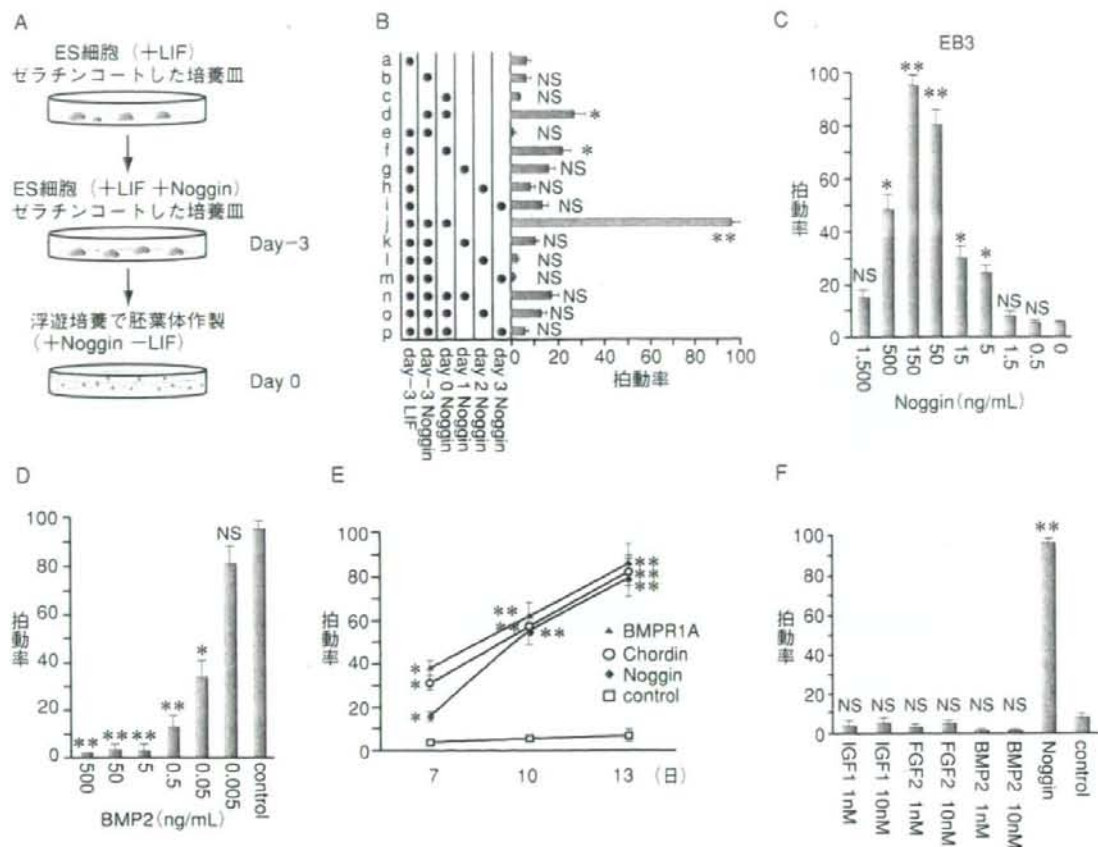 A
ES細胞（＋LIF）
ゼラチンコートした培養皿
ES細胞（＋LIF ＋Noggin）
ゼラチンコートした培養皿
Day−3
浮遊培養で胚葉体作製
（＋Noggin −LIF）
Day 0
B
a
b NS
c NS
d *
e NS
f *
g NS
h NS
i NS
j **
k NS
l NS
m NS
n NS
o NS
p NS
0 20 40 60 80 100
拍動率
day−3 LIF
day−3 Noggin
day 0 Noggin
day 1 Noggin
day 2 Noggin
day 3 Noggin
C
EB3
100
80
60
40
20
0
拍動率
NS * ** ** * * NS NS
1,500 500 150 50 15 5 1.5 0.5 0
Noggin（ng/mL）
D
100
80
60
40
20
0
拍動率
** ** ** ** * NS
500 50 5 0.5 0.05 0.005 control
BMP2（ng/mL）
E
100
80
60
40
20
0
拍動率
* * *
** ** **
** ** **
BMPR1A
Chordin
Noggin
control
7 10 13 （日）
F
100
80
60
40
20
0
拍動率
NS NS NS NS NS NS **
IGF1 1nM
IGF1 10nM
FGF2 1nM
FGF2 10nM
BMP2 1nM
BMP2 10nM
Noggin
control